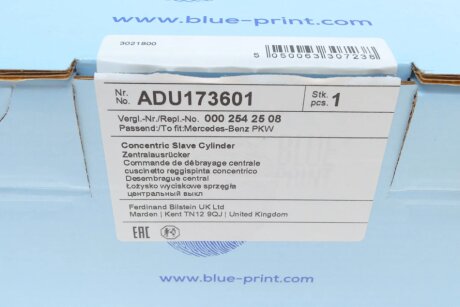 www.blue-print.com
3021800
5 050063 307238
Nr.
No. ADU173601
Stk.
pcs. 1
Vergl.-Nr./Repl.-No. 000 254 25 08
Passend:/To fit:Mercedes-Benz PKW
Concentric Slave Cylinder
Zentralausrücker
Commande de débrayage centrale
cuscinetto reggispinta concentrico
Desembrague central
Łożysko wyciskowe sprzęgła
центральный выкл
Ferdinand Bilstein UK Ltd
Marden | Kent TN12 9QJ | United Kingdom
EAC
www.blue-print.com